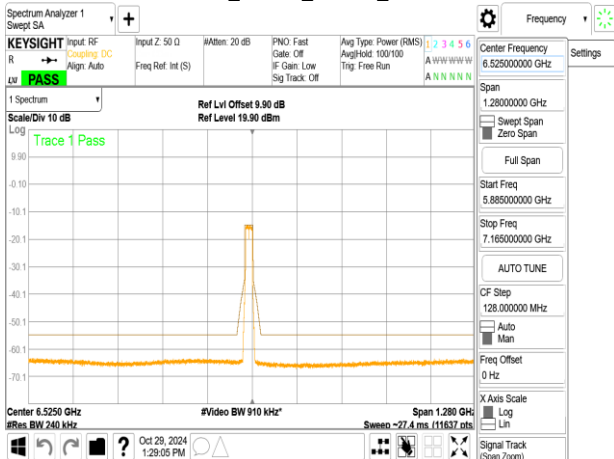 Spectrum Analyzer 1
Swept SA
+
Frequency
KEYSIGHT
R
LXI
PASS
Input: RF
Coupling: DC
Align: Auto
Input Z: 50 Ω
Freq Ref: Int (S)
#Atten: 20 dB
PNO: Fast
Gate: Off
IF Gain: Low
Sig Track: Off
Avg Type: Power (RMS)
Avg|Hold: 100/100
Trig: Free Run
1 2 3 4 5 6
A W W W W W
A N N N N N
1 Spectrum
Scale/Div 10 dB
Ref Lvl Offset 9.90 dB
Ref Level 19.90 dBm
Log
Trace 1 Pass
9.90
-0.10
-10.1
-20.1
-30.1
-40.1
-50.1
-60.1
-70.1
Center 6.5250 GHz
#Res BW 240 kHz
#Video BW 910 kHz*
Span 1.280 GHz
Sweep ~27.4 ms (11637 pts
Center Frequency
6.525000000 GHz
Span
1.28000000 GHz
Swept Span
Zero Span
Full Span
Start Freq
5.885000000 GHz
Stop Freq
7.165000000 GHz
AUTO TUNE
CF Step
128.000000 MHz
Auto
Man
Freq Offset
0 Hz
X Axis Scale
Log
Lin
Signal Track
(Span Zoom)
Settings
?
Oct 29, 2024
1:29:05 PM